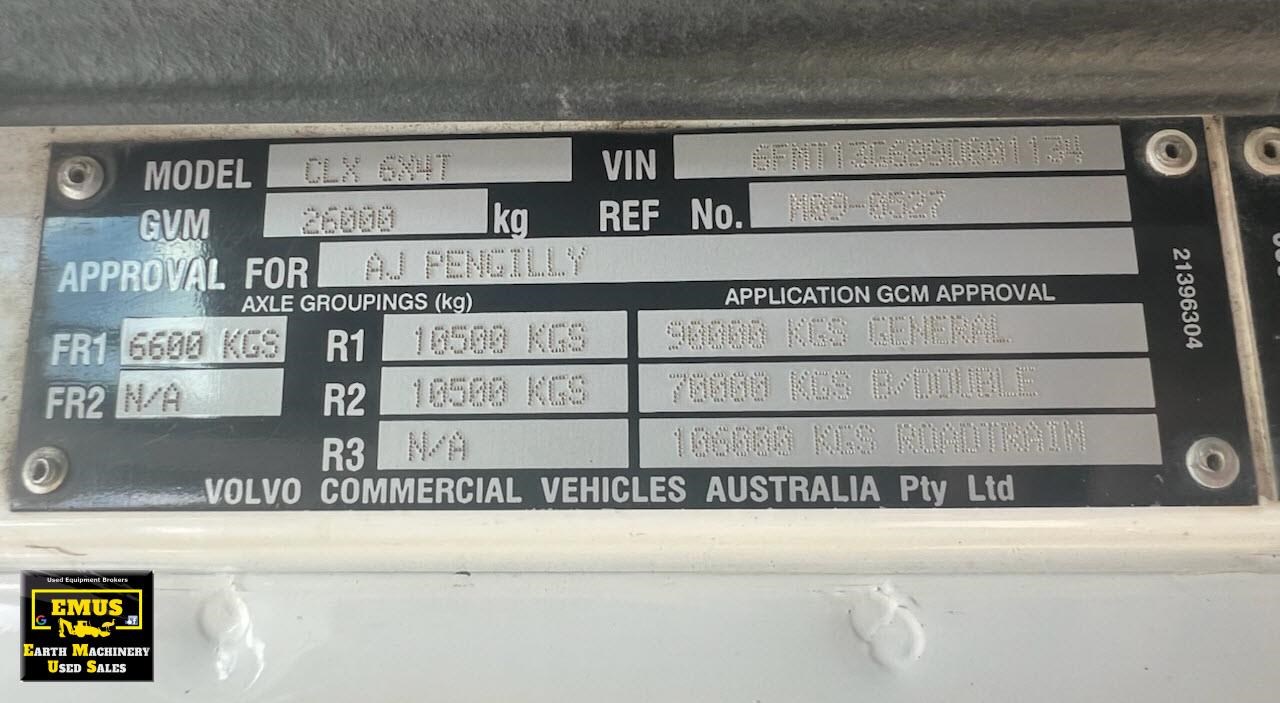 MODEL CLX 6X4T VIN 6FMT13C699D601134
GVM 26000 kg REF No. M09-0527
APPROVAL FOR AJ PENGILLY
AXLE GROUPINGS (kg) APPLICATION GCM APPROVAL
FR1 6600 KGS R1 10500 KGS 90000 KGS GENERAL
FR2 N/A R2 10500 KGS 70000 KGS B/DOUBLE
R3 N/A 106000 KGS ROADTRAIN
VOLVO COMMERCIAL VEHICLES AUSTRALIA Pty Ltd
21396304
Used Equipment Brokers
EMUS
EARTH MACHINERY
USED SALES